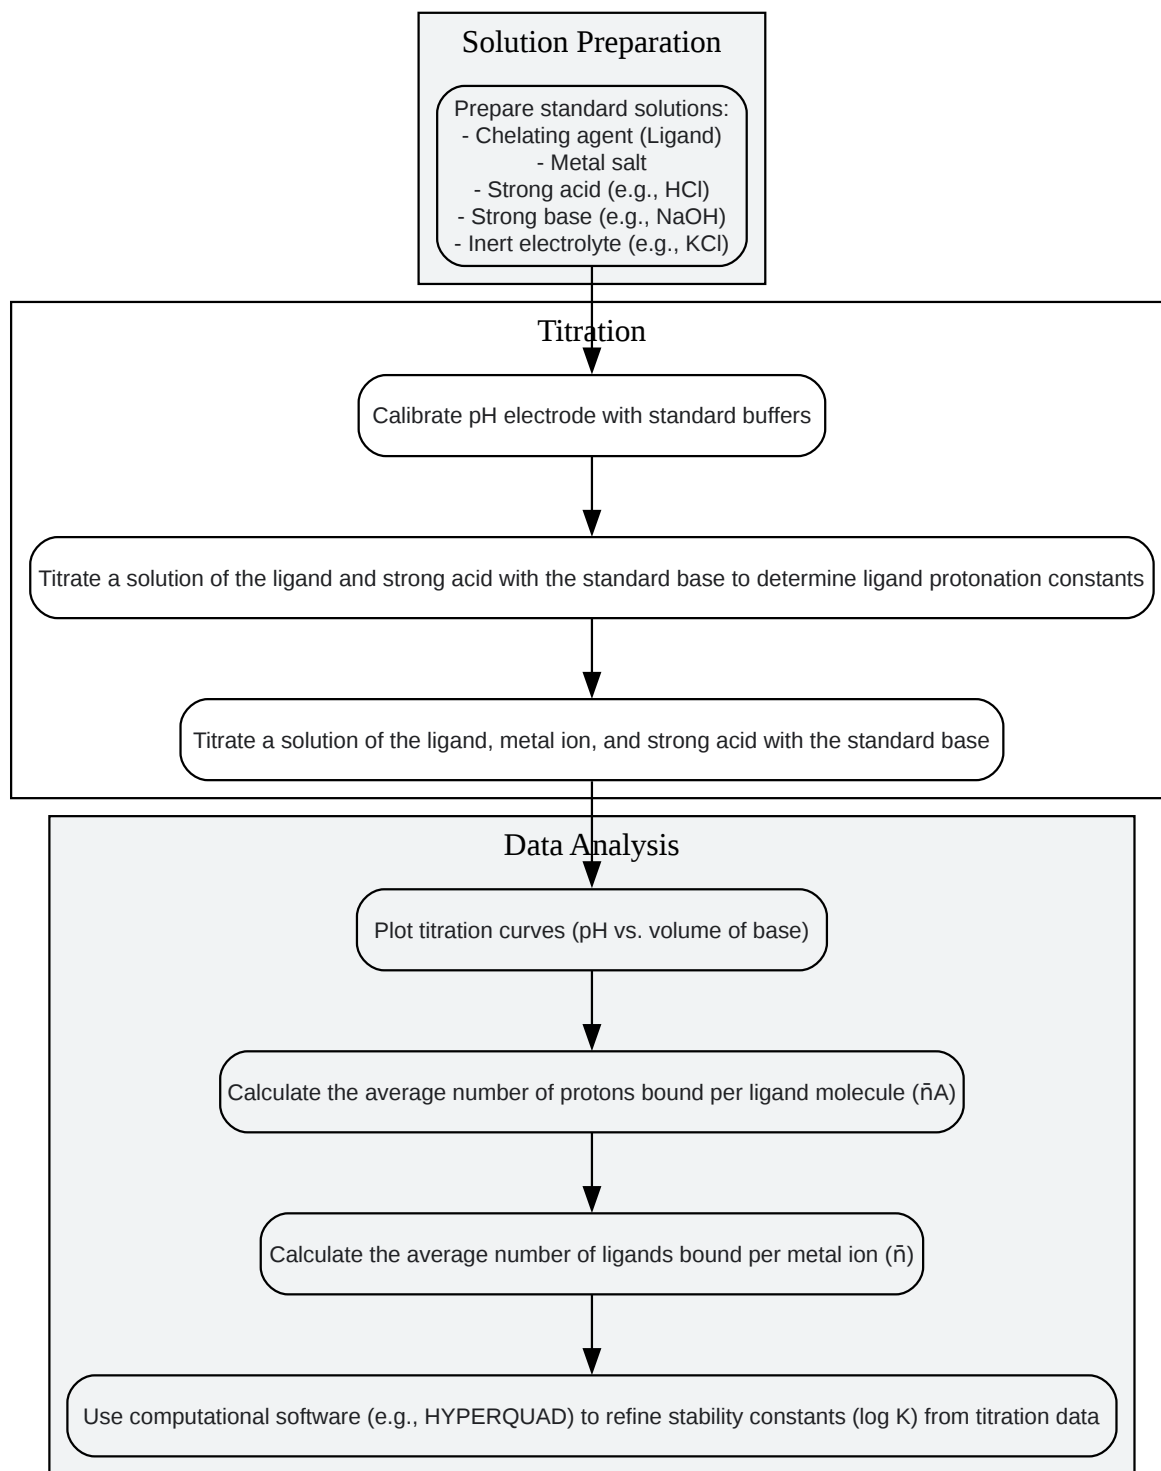 Solution Preparation
Prepare standard solutions:
- Chelating agent (Ligand)
- Metal salt
- Strong acid (e.g., HCl)
- Strong base (e.g., NaOH)
- Inert electrolyte (e.g., KCl)
Titration
Calibrate pH electrode with standard buffers
Titrate a solution of the ligand and strong acid with the standard base to determine ligand protonation constants
Titrate a solution of the ligand, metal ion, and strong acid with the standard base
Data Analysis
Plot titration curves (pH vs. volume of base)
Calculate the average number of protons bound per ligand molecule (n̄A)
Calculate the average number of ligands bound per metal ion (n̄)
Use computational software (e.g., HYPERQUAD) to refine stability constants (log K) from titration data